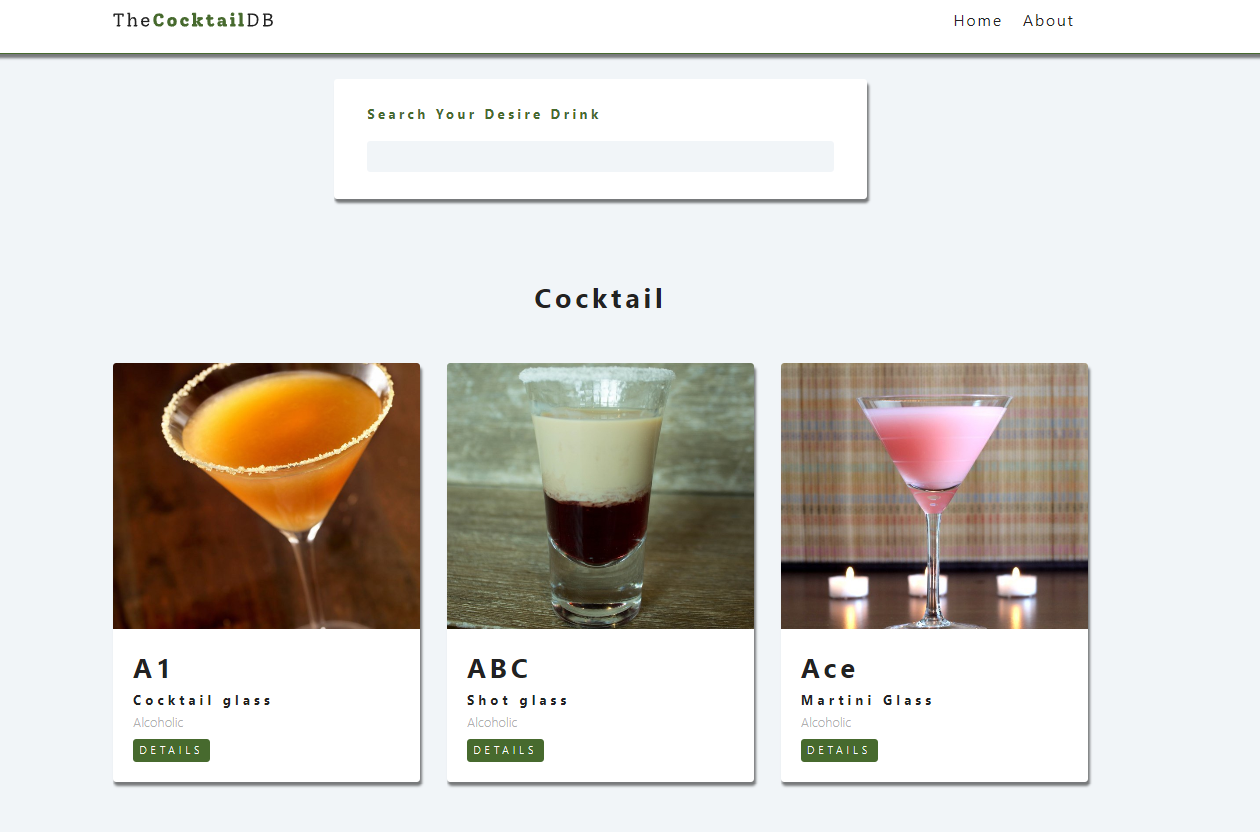 TheCocktailDB
Home About
Search Your Desire Drink
Cocktail
A1
Cocktail glass
Alcoholic
DETAILS
ABC
Shot glass
Alcoholic
DETAILS
Ace
Martini Glass
Alcoholic
DETAILS